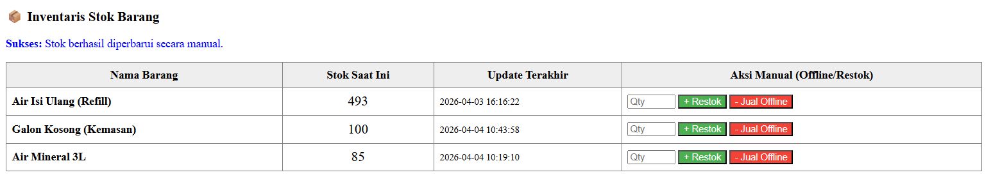 📦 Inventaris Stok Barang
Sukses: Stok berhasil diperbarui secara manual.
Nama Barang Stok Saat Ini Update Terakhir Aksi Manual (Offline/Restok)
Air Isi Ulang (Refill) 493 2026-04-03 16:16:22 Qty + Restok - Jual Offline
Galon Kosong (Kemasan) 100 2026-04-04 10:43:58 Qty + Restok - Jual Offline
Air Mineral 3L 85 2026-04-04 10:19:10 Qty + Restok - Jual Offline